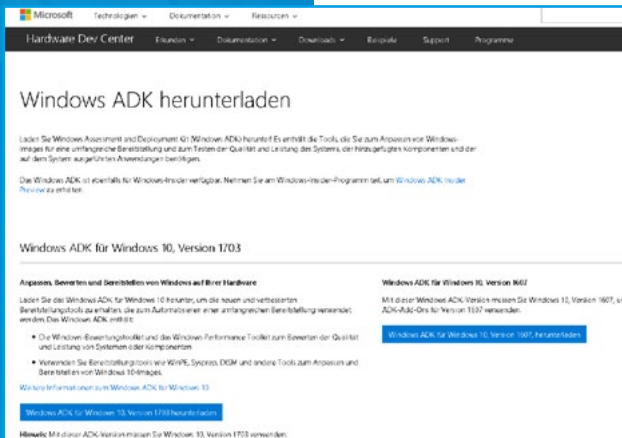 Microsoft
Technologien
Dokumentation
Ressourcen
Hardware Dev Center
Erkunden
Dokumentation
Downloads
Beispiele
Support
Programme
Windows ADK herunterladen
Laden Sie Windows Assessment and Deployment Kit (Windows ADK) herunter! Es enthält die Tools, die Sie zum Anpassen von Windows-
Images für eine umfangreiche Bereitstellung und zum Testen der Qualität und Leistung des Systems, der hinzugefügten Komponenten und der
auf dem System ausgeführten Anwendungen benötigen.
Das Windows ADK ist ebenfalls für Windows-Insider verfügbar. Nehmen Sie am Windows-Insider-Programm teil, um Windows ADK Insider
Preview zu erhalten.
Windows ADK für Windows 10, Version 1703
Anpassen, Bewerten und Bereitstellen von Windows auf Ihrer Hardware
Laden Sie das Windows ADK für Windows 10 herunter, um die neuen und verbesserten
Bereitstellungstools zu erhalten, die zum Automatisieren einer umfangreichen Bereitstellung verwendet
werden. Das Windows ADK enthält:
• Die Windows-Bewertungstoolkit und das Windows Performance Toolkit zum Bewerten der Qualität
und Leistung von Systemen oder Komponenten
• Verwenden Sie Bereitstellungstools wie WinPE, Sysprep, DISM und andere Tools zum Anpassen und
Bereitstellen von Windows 10-Images.
Weitere Informationen zum Windows ADK für Windows 10
Windows ADK für Windows 10, Version 1703 herunterladen
Hinweis: Mit dieser ADK-Version müssen Sie Windows 10, Version 1703 verwenden.
Windows ADK für Windows 10, Version 1607
Mit dieser Windows ADK-Version müssen Sie Windows 10, Version 1607, u
ADK-Add-Ons für Version 1607 verwenden.
Windows ADK für Windows 10, Version 1607, herunterladen